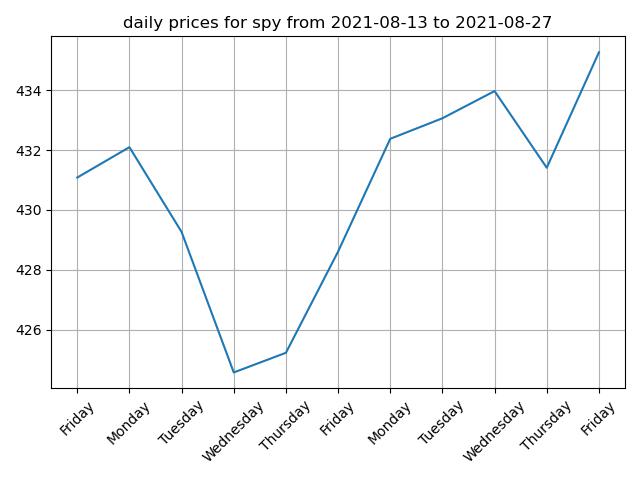 daily prices for spy from 2021-08-13 to 2021-08-27
434
432
430
428
426
Friday
Monday
Tuesday
Wednesday
Thursday
Friday
Monday
Tuesday
Wednesday
Thursday
Friday